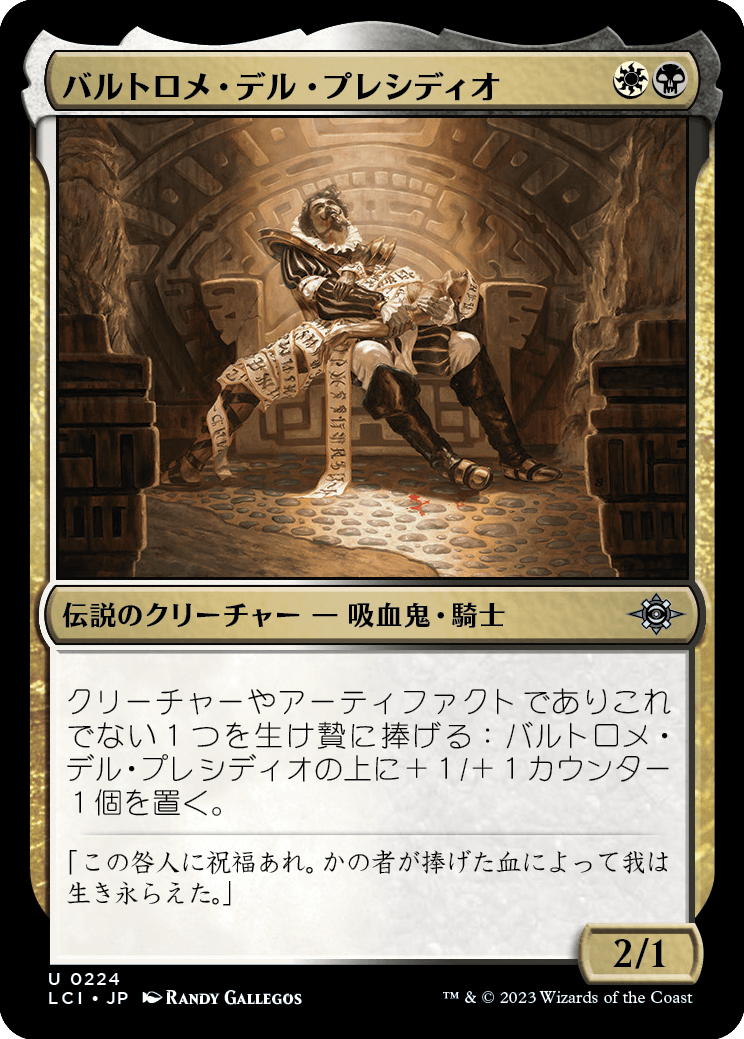 バルトロメ・デル・プレシディオ
伝説のクリーチャー — 吸血鬼・騎士
クリーチャーやアーティファクトでありこれ
でない１つを生け贄に捧げる：バルトロメ・
デル・プレシディオの上に＋１/＋１カウンター
１個を置く。
「この咎人に祝福あれ。かの者が捧げた血によって我は
生き永らえた。」
2/1
U 0224
LCI • JP Randy Gallegos
™ & © 2023 Wizards of the Coast